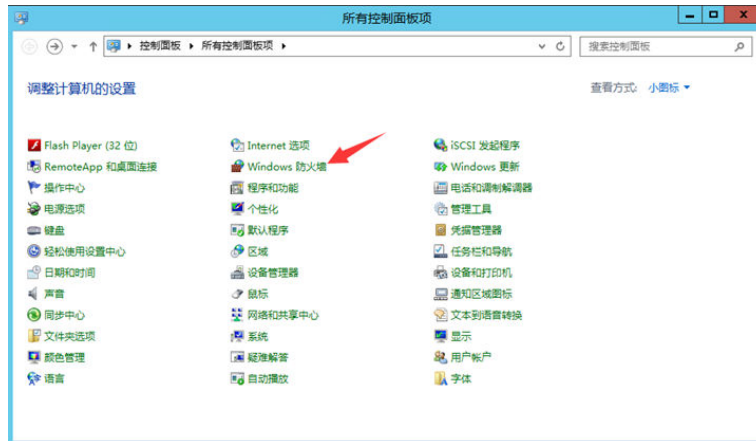 所有控制面板项
控制面板 所有控制面板项 搜索控制面板
调整计算机的设置 查看方式: 小图标
Flash Player (32 位) Internet 选项 iSCSI 发起程序
RemoteApp 和桌面连接 Windows 防火墙 Windows 更新
操作中心 程序和功能 电话和调制解调器
电源选项 个性化 管理工具
键盘 默认程序 凭据管理器
轻松使用设置中心 区域 任务栏和导航
日期和时间 设备管理器 设备和打印机
声音 鼠标 通知区域图标
同步中心 网络和共享中心 文本到语音转换
文件夹选项 系统 显示
颜色管理 疑难解答 用户帐户
语言 自动播放 字体